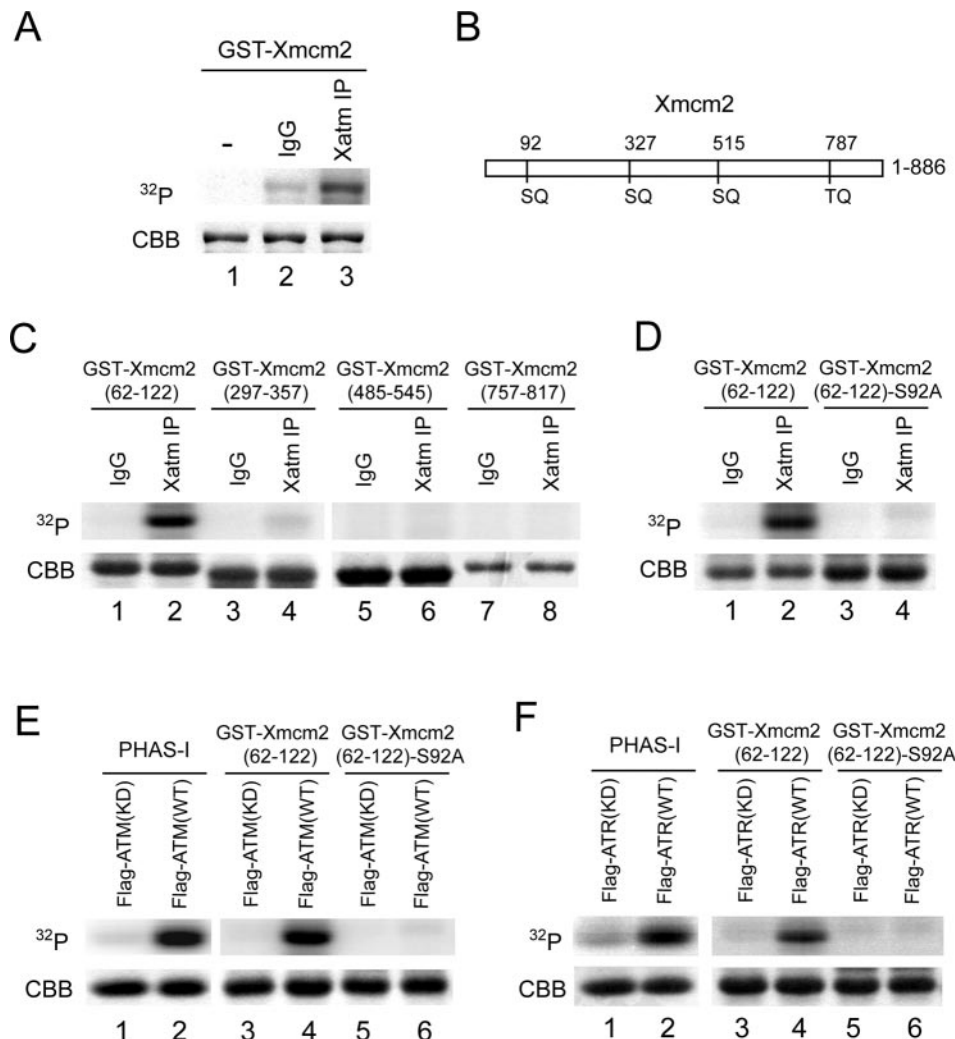 A
GST-Xmcm2
-
IgG
Xatm IP
32P
CBB
1 2 3
B
Xmcm2
92 327 515 787
1-886
SQ SQ SQ TQ
C
GST-Xmcm2 GST-Xmcm2 GST-Xmcm2 GST-Xmcm2
(62-122) (297-357) (485-545) (757-817)
IgG Xatm IP IgG Xatm IP IgG Xatm IP IgG Xatm IP
32P
CBB
1 2 3 4 5 6 7 8
D
GST-Xmcm2 GST-Xmcm2
(62-122) (62-122)-S92A
IgG Xatm IP IgG Xatm IP
32P
CBB
1 2 3 4
E
PHAS-I
GST-Xmcm2 GST-Xmcm2
(62-122) (62-122)-S92A
Flag-ATM(KD) Flag-ATM(WT) Flag-ATM(KD) Flag-ATM(WT) Flag-ATM(KD) Flag-ATM(WT)
32P
CBB
1 2 3 4 5 6
F
PHAS-I
GST-Xmcm2 GST-Xmcm2
(62-122) (62-122)-S92A
Flag-ATR(KD) Flag-ATR(WT) Flag-ATR(KD) Flag-ATR(WT) Flag-ATR(KD) Flag-ATR(WT)
32P
CBB
1 2 3 4 5 6